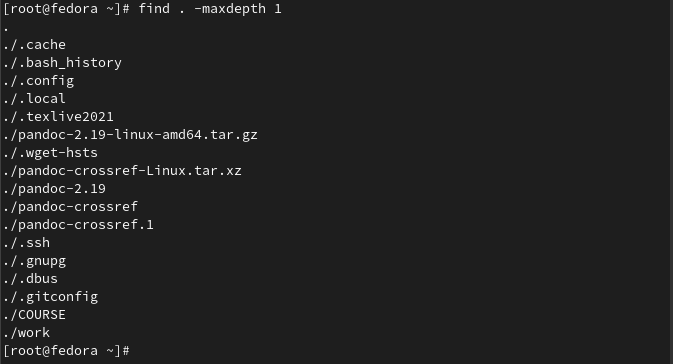 [root@fedora ~]# find . -maxdepth 1
.
./.cache
./.bash_history
./.config
./.local
./.texlive2021
./pandoc-2.19-linux-amd64.tar.gz
./.wget-hsts
./pandoc-crossref-Linux.tar.xz
./pandoc-2.19
./pandoc-crossref
./pandoc-crossref.1
./.ssh
./.gnupg
./.dbus
./.gitconfig
./COURSE
./work
[root@fedora ~]#